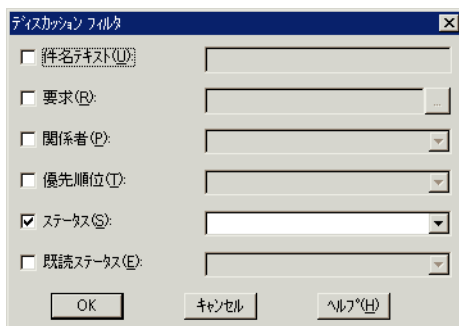 ディスカッション フィルタ
件名テキスト(U):
要求(R):
...
関係者(P):
優先順位(T):
ステータス(S):
既読ステータス(E):
OK キャンセル ヘルプ(H)